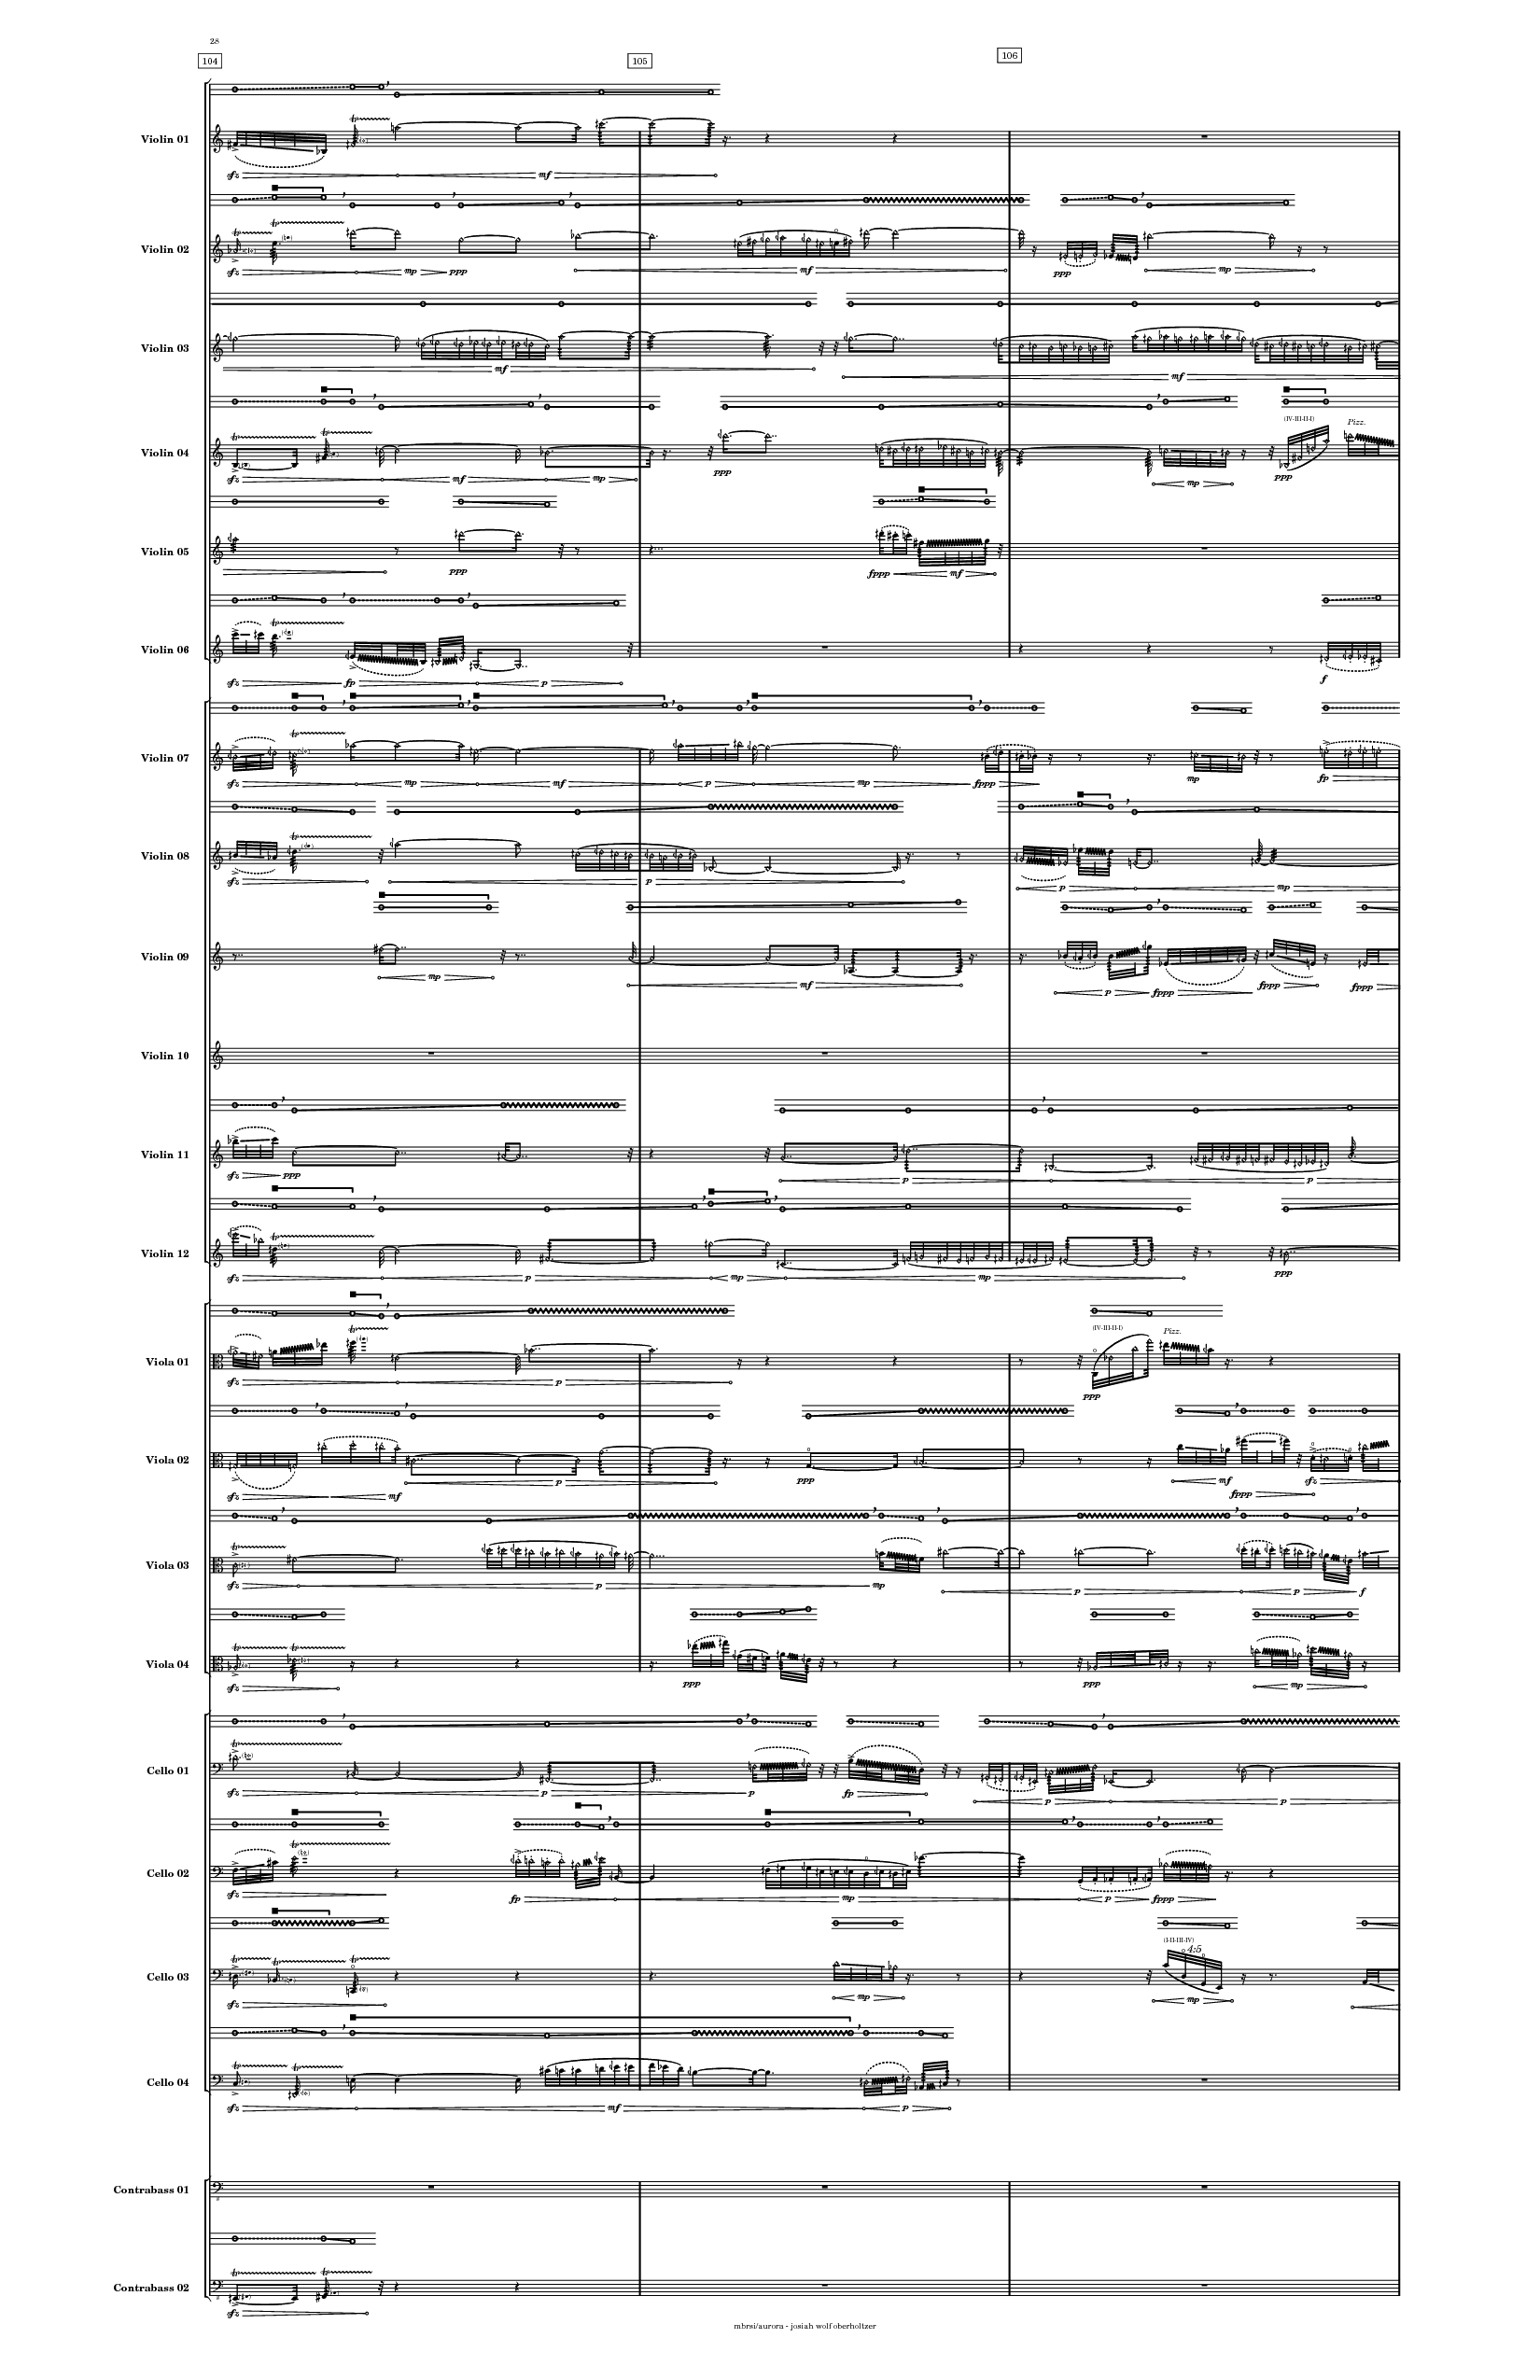 28
104 105 106
Violin 01
sfz mf
Violin 02
sfz mp ppp mf ppp mp
Violin 03
mf mf
(IV-III-II-I) Pizz.
Violin 04
sfz mf mp ppp mp ppp
Violin 05
ppp fppp mf
Violin 06
sfz fp p f
Violin 07
sfz mp mf p mp fppp mp fp
Violin 08
sfz p p mp
Violin 09
mp mf p fppp fppp fppp
Violin 10
Violin 11
sfz ppp p p
Violin 12
sfz p mp mp ppp
(IV-III-II-I) Pizz.
Viola 01
sfz p ppp
Viola 02
sfz mf p ppp mf fppp sfz
Viola 03
sfz p mp p p f
Viola 04
sfz ppp ppp mp
Cello 01
sfz p p fp p p
Cello 02
sfz fp mp p fppp
(I-II-III-IV)
4:5
Cello 03
sfz mp mp
Cello 04
sfz mf p
Contrabass 01
Contrabass 02
sfz
mbrsi/aurora - josiah wolf oberholtzer